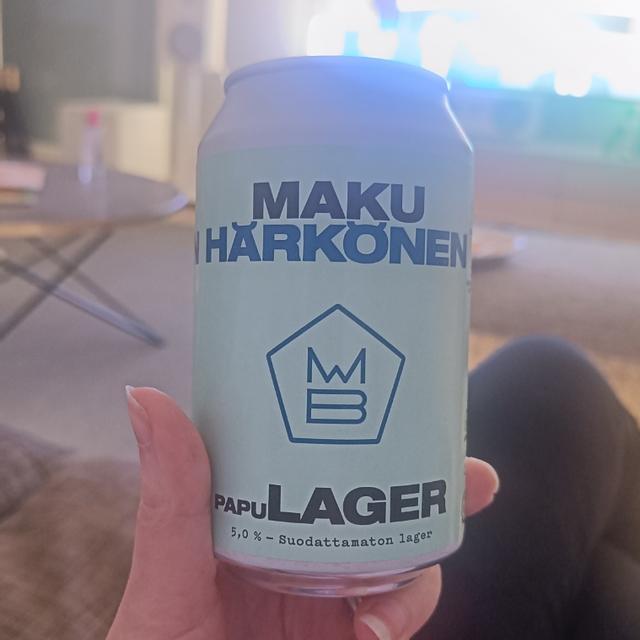 MAKU
HÄRKÖNEN
MB
PAPULAGER
5,0 % – Suodattamaton lager